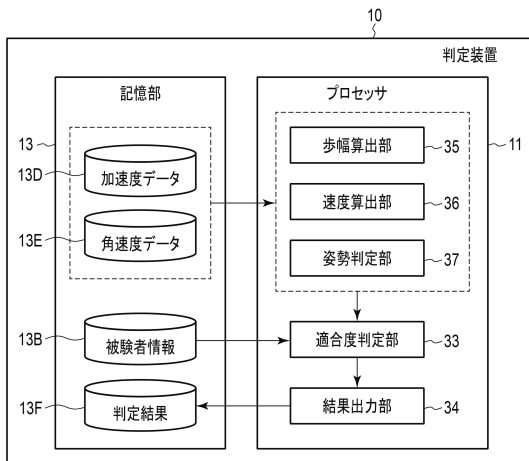 10
判定装置
記憶部
プロセッサ
13
11
13D
加速度データ
13E
角速度データ
歩幅算出部
35
速度算出部
36
姿勢判定部
37
13B
被験者情報
適合度判定部
33
13F
判定結果
結果出力部
34